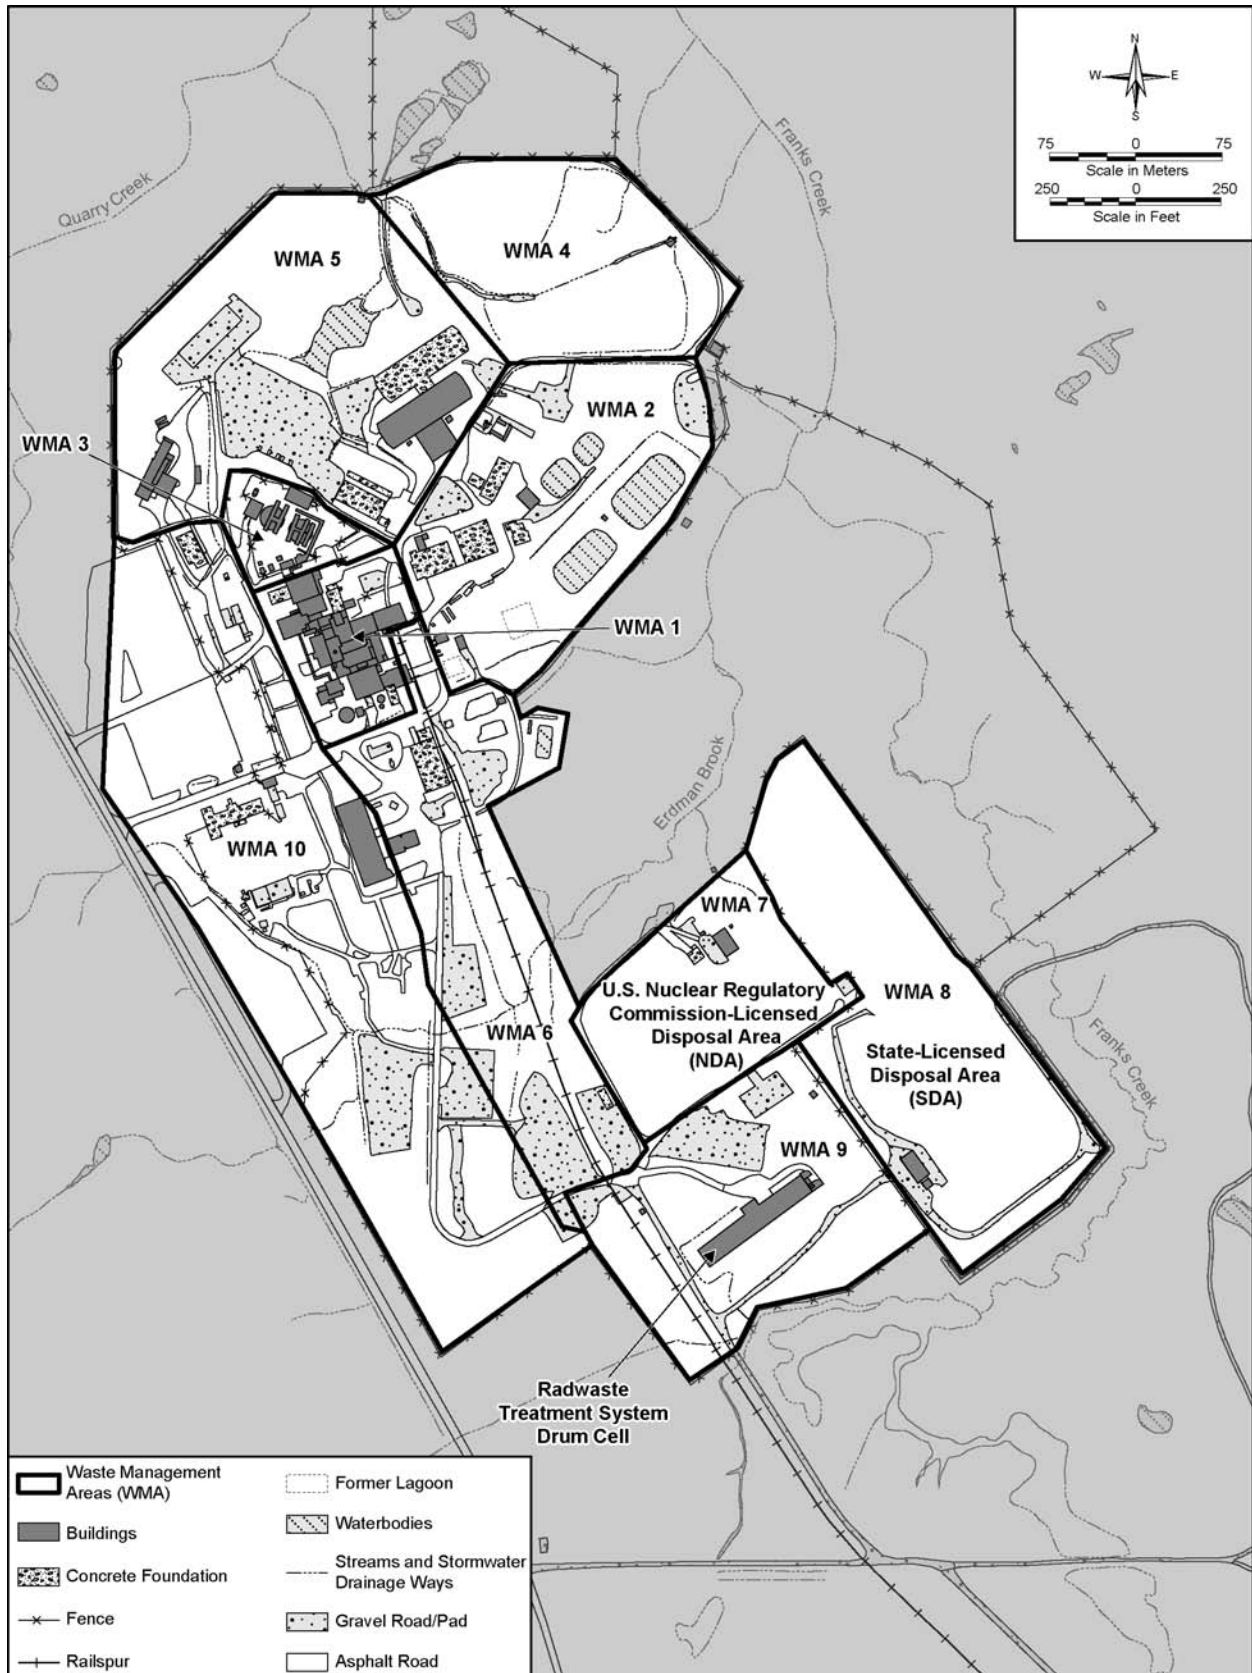 N
W E
S
75 0 75
Scale in Meters
250 0 250
Scale in Feet
Quarry Creek
Franks Creek
WMA 5
WMA 4
WMA 3
WMA 2
WMA 1
Erdman Brook
WMA 10
WMA 7
U.S. Nuclear Regulatory
Commission-Licensed
Disposal Area
(NDA)
WMA 8
State-Licensed
Disposal Area
(SDA)
Franks Creek
WMA 6
WMA 9
Radwaste
Treatment System
Drum Cell
Waste Management
Areas (WMA)
Buildings
Concrete Foundation
Fence
Railspur
Former Lagoon
Waterbodies
Streams and Stormwater
Drainage Ways
Gravel Road/Pad
Asphalt Road